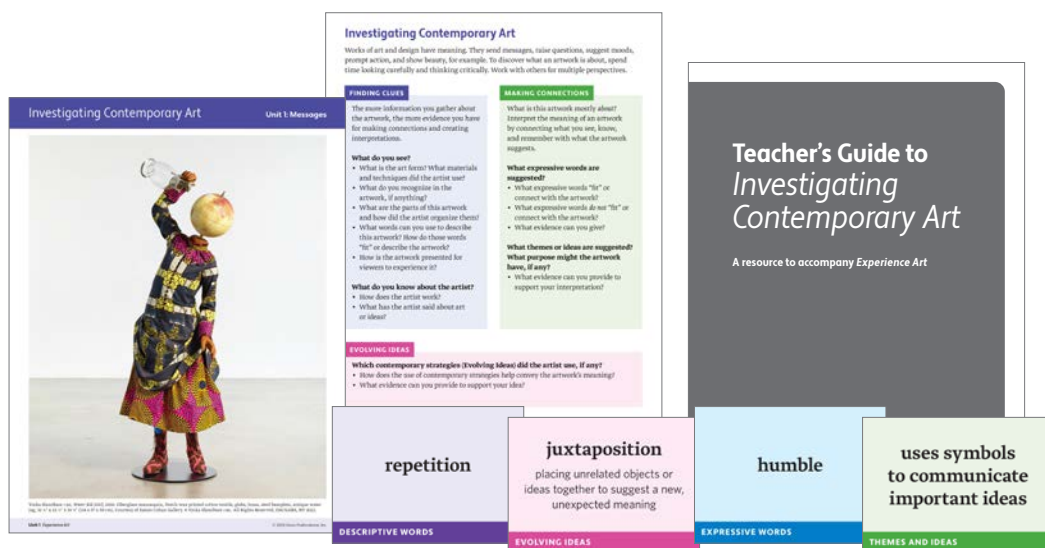 Investigating Contemporary Art
Unit 1: Messages
Unit 1 Experience Art
Investigating Contemporary Art
Works of art and design have meaning. They send messages, raise questions, suggest moods,
prompt action, and show beauty, for example. To discover what an artwork is about, spend
time looking carefully and thinking critically. Work with others for multiple perspectives.
FINDING CLUES
The more information you gather about
the artwork, the more evidence you have
for making connections and creating
interpretations.
What do you see?
• What is the art form? What materials
and techniques did the artist use?
• What do you recognize in the
artwork, if anything?
• What are the parts of this artwork
and how did the artist organize them?
• What words can you use to describe
this artwork? How do those words
"fit" or describe the artwork?
• How is the artwork presented for
viewers to experience it?
What do you know about the artist?
• How does the artist work?
• What has the artist said about art
or ideas?
MAKING CONNECTIONS
What is this artwork mostly about?
Interpret the meaning of an artwork
by connecting what you see, know,
and remember with what the artwork
suggests.
What expressive words are
suggested?
• What expressive words "fit" or
connect with the artwork?
• What expressive words do not "fit" or
connect with the artwork?
• What evidence can you give?
What themes or ideas are suggested?
What purpose might the artwork
have, if any?
• What evidence can you provide to
support your interpretation?
EVOLVING IDEAS
Which contemporary strategies (Evolving Ideas) did the artist use, if any?
• How does the use of contemporary strategies help convey the artwork's meaning?
• What evidence can you provide to support your idea?
Teacher's Guide to
Investigating
Contemporary Art
A resource to accompany Experience Art
repetition
DESCRIPTIVE WORDS
juxtaposition
placing unrelated objects or
ideas together to suggest a new,
unexpected meaning
EVOLVING IDEAS
humble
EXPRESSIVE WORDS
uses symbols
to communicate
important ideas
THEMES AND IDEAS